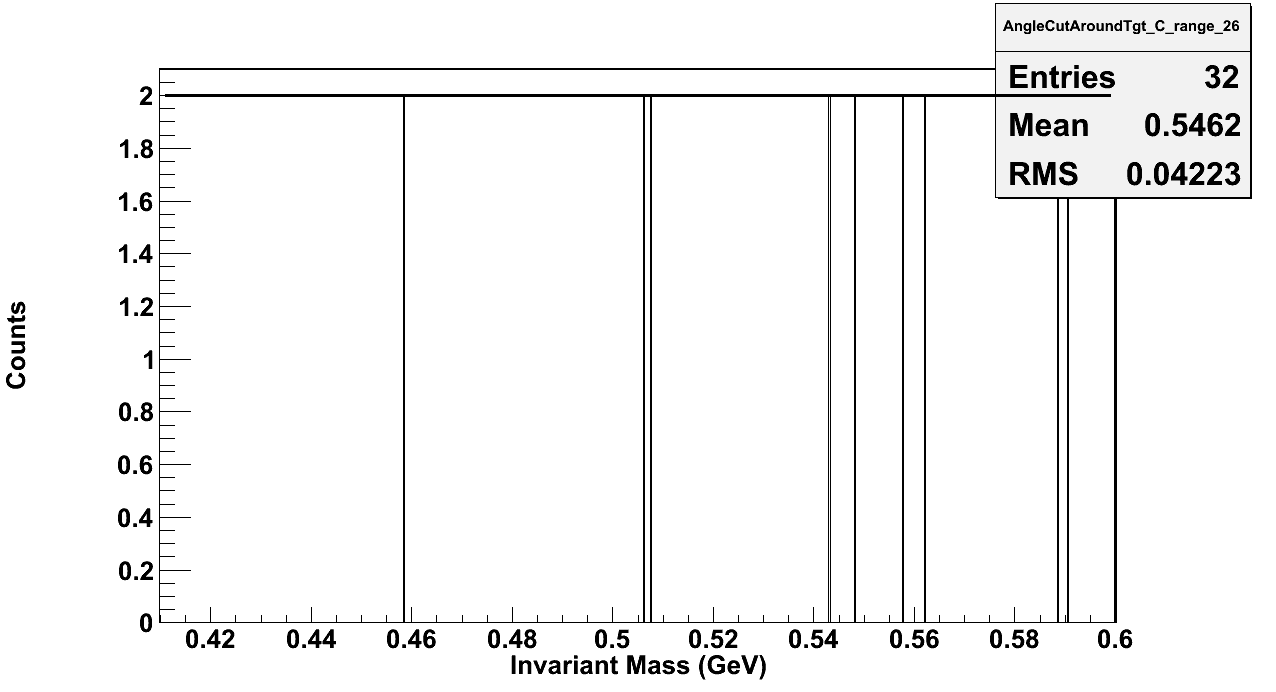 AngleCutAroundTgt_C_range_26
Entries 32
Mean 0.5462
RMS 0.04223
2
1.8
1.6
1.4
1.2
1
0.8
0.6
0.4
0.2
0
Counts
0.42 0.44 0.46 0.48 0.5 0.52 0.54 0.56 0.58 0.6
Invariant Mass (GeV)